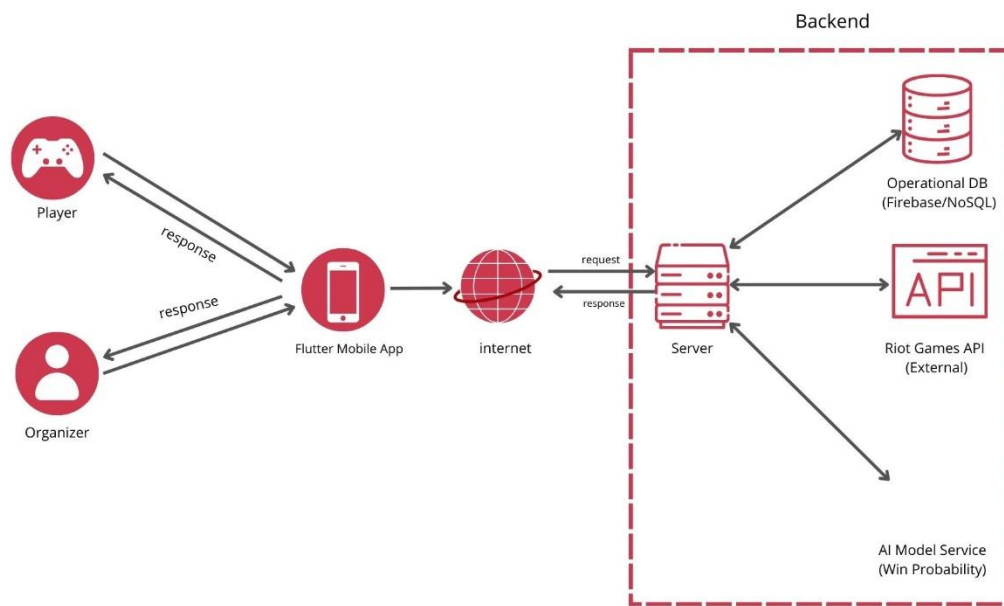 Backend
Player
response
response
Organizer
Flutter Mobile App
internet
request
response
Server
Operational DB
(Firebase/NoSQL)
API
Riot Games API
(External)
AI Model Service
(Win Probability)